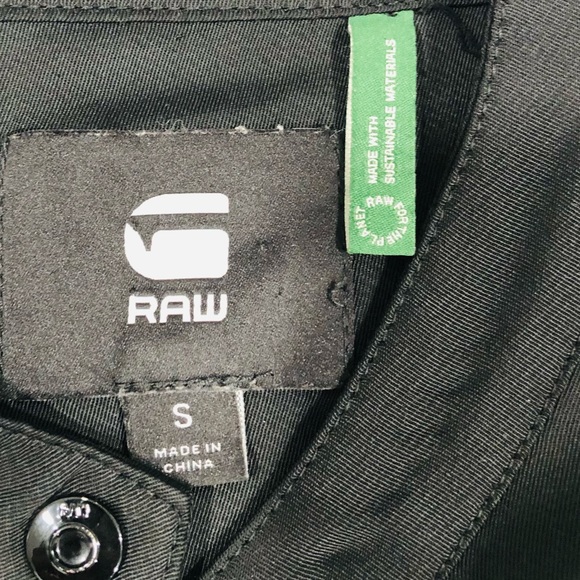 RAW
S
MADE IN
CHINA
MADE WITH
SUSTAINABLE MATERIALS
RAW FOR THE PLANET